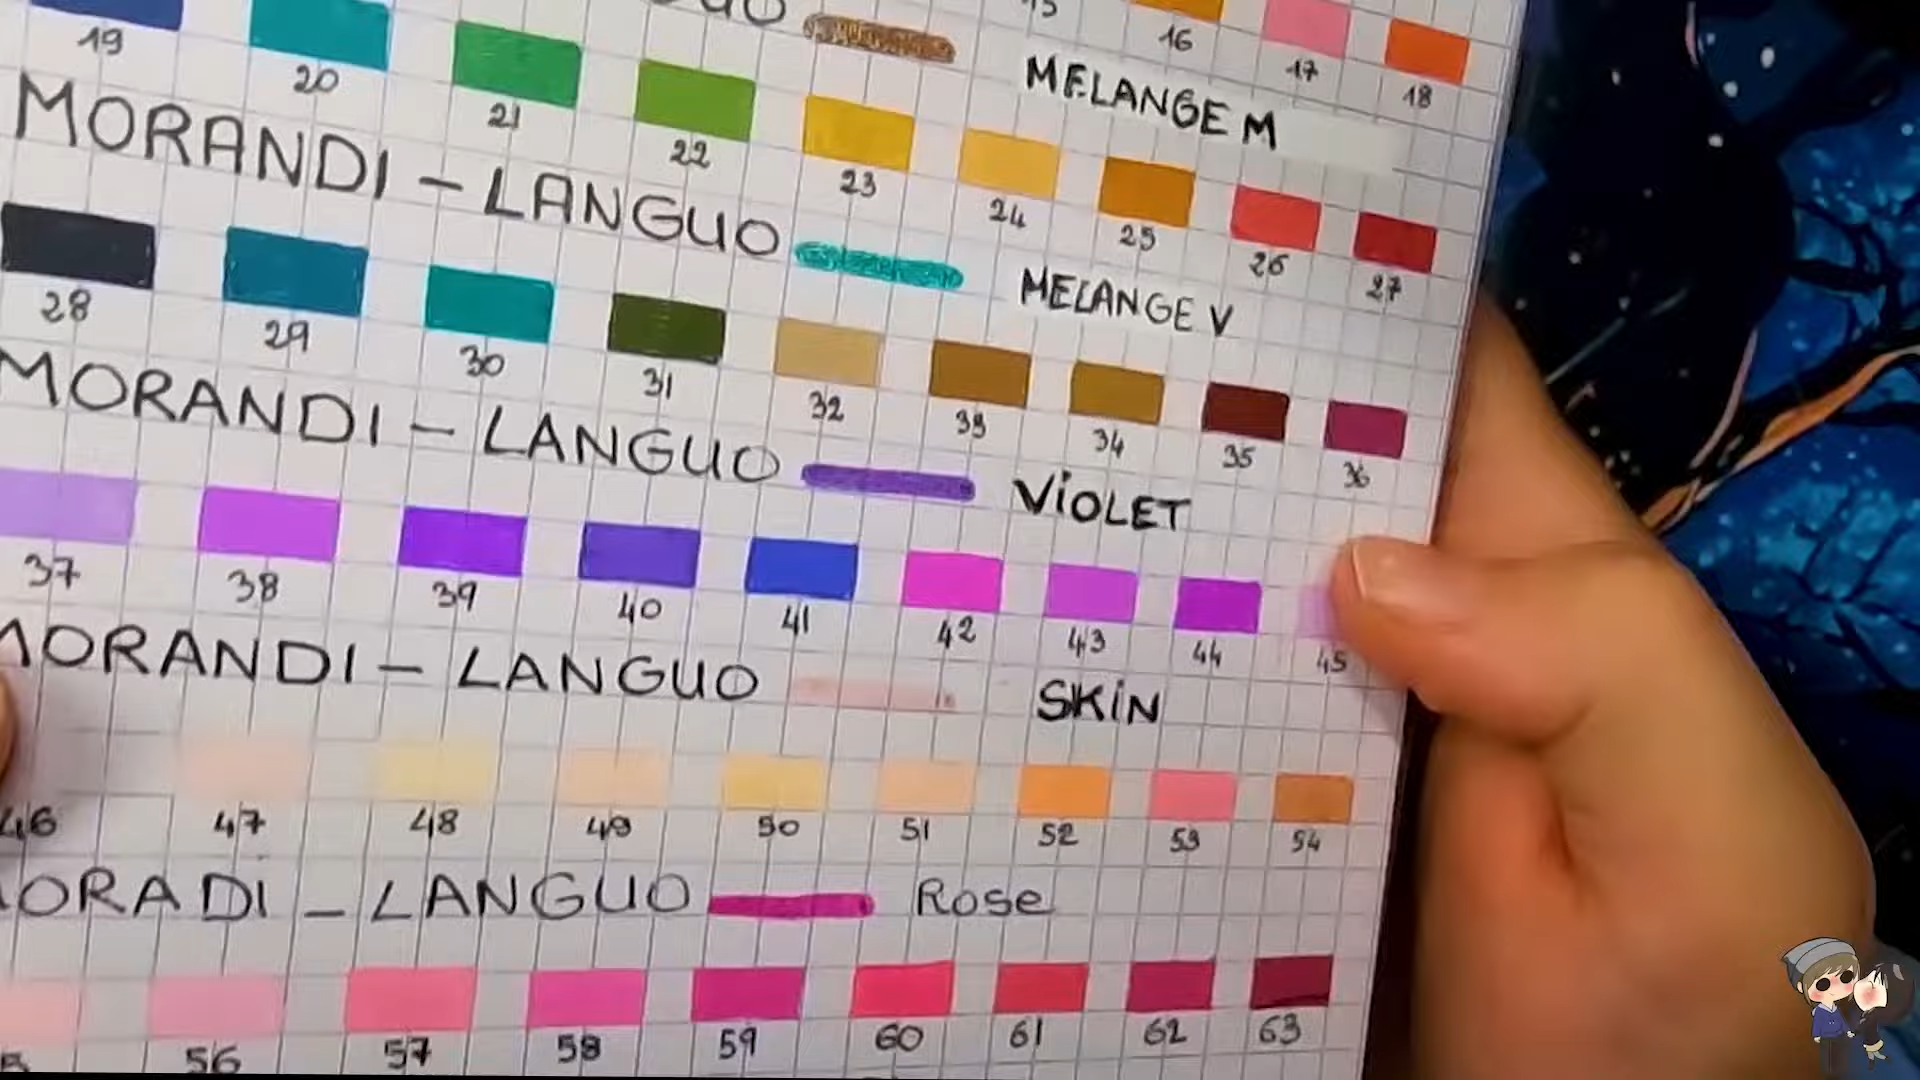 16 17 18
MELANGE M
19 20 21 22 23 24 25 26 27
MORANDI - LANGUO MELANGE V
28 29 30 31 32 33 34 35 36
MORANDI - LANGUO VIOLET
37 38 39 40 41 42 43 44 45
MORANDI - LANGUO SKIN
46 47 48 49 50 51 52 53 54
MORADI - LANGUO Rose
56 57 58 59 60 61 62 63